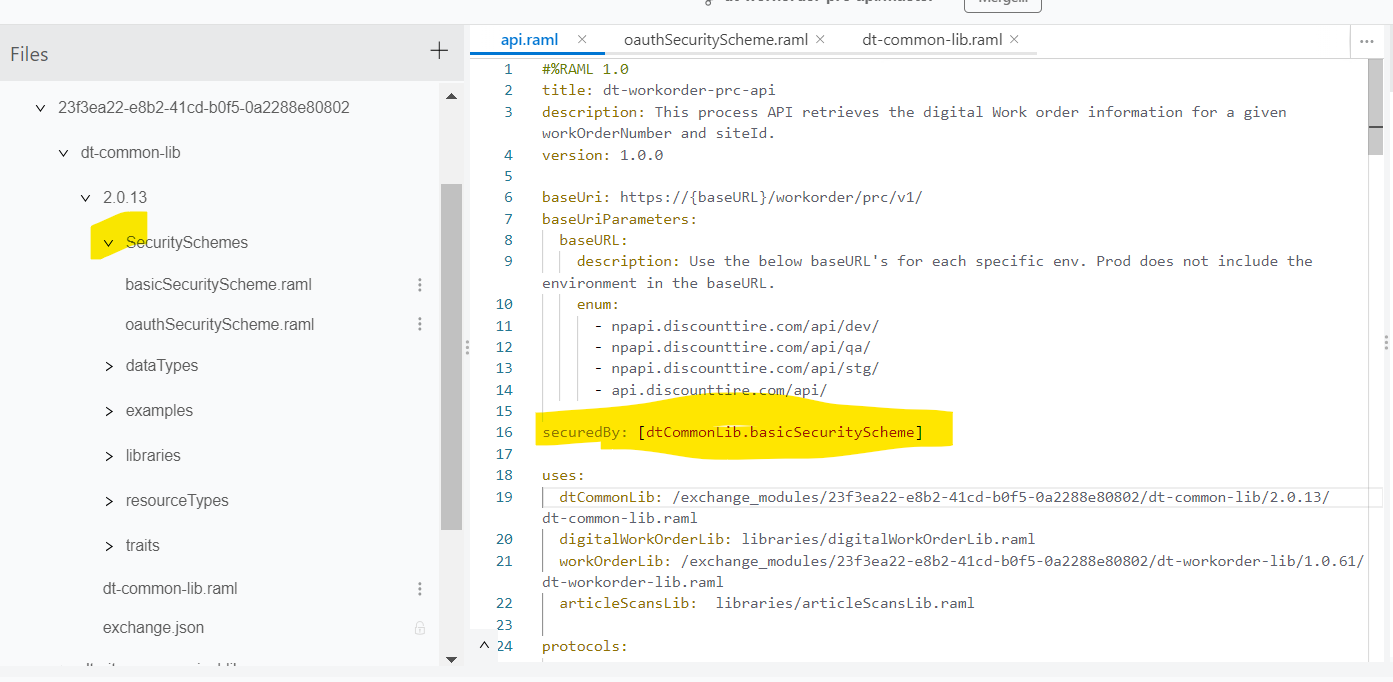 Files
+
23f3ea22-e8b2-41cd-b0f5-0a2288e80802
dt-common-lib
2.0.13
SecuritySchemes
basicSecurityScheme.raml
oauthSecurityScheme.raml
dataTypes
examples
libraries
resourceTypes
traits
dt-common-lib.raml
exchange.json
api.raml
oauthSecurityScheme.raml
dt-common-lib.raml
1 #%RAML 1.0
2 title: dt-workorder-prc-api
3 description: This process API retrieves the digital Work order information for a given
workOrderNumber and siteId.
4 version: 1.0.0
5
6 baseUri: https://{baseURL}/workorder/prc/v1/
7 baseUriParameters:
8 baseURL:
9 description: Use the below baseURL's for each specific env. Prod does not include the
environment in the baseURL.
10 enum:
11 - npapi.discounttire.com/api/dev/
12 - npapi.discounttire.com/api/qa/
13 - npapi.discounttire.com/api/stg/
14 - api.discounttire.com/api/
15
16 securedBy: [dtCommonLib.basicSecurityScheme]
17
18 uses:
19 dtCommonLib: /exchange_modules/23f3ea22-e8b2-41cd-b0f5-0a2288e80802/dt-common-lib/2.0.13/
dt-common-lib.raml
20 digitalWorkOrderLib: libraries/digitalWorkOrderLib.raml
21 workOrderLib: /exchange_modules/23f3ea22-e8b2-41cd-b0f5-0a2288e80802/dt-workorder-lib/1.0.61/
dt-workorder-lib.raml
22 articleScansLib: libraries/articleScansLib.raml
23
24 protocols: